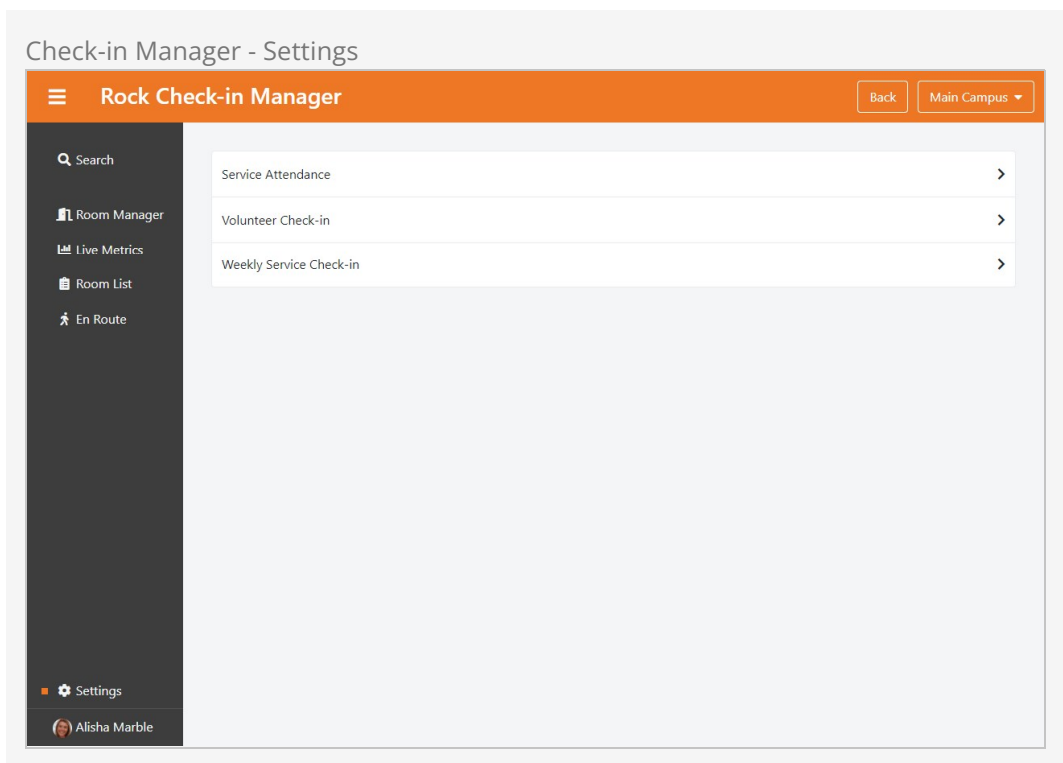 Check-in Manager - Settings
Rock Check-in Manager
Back
Main Campus
Search
Room Manager
Live Metrics
Room List
En Route
Service Attendance
Volunteer Check-in
Weekly Service Check-in
Settings
Alisha Marble